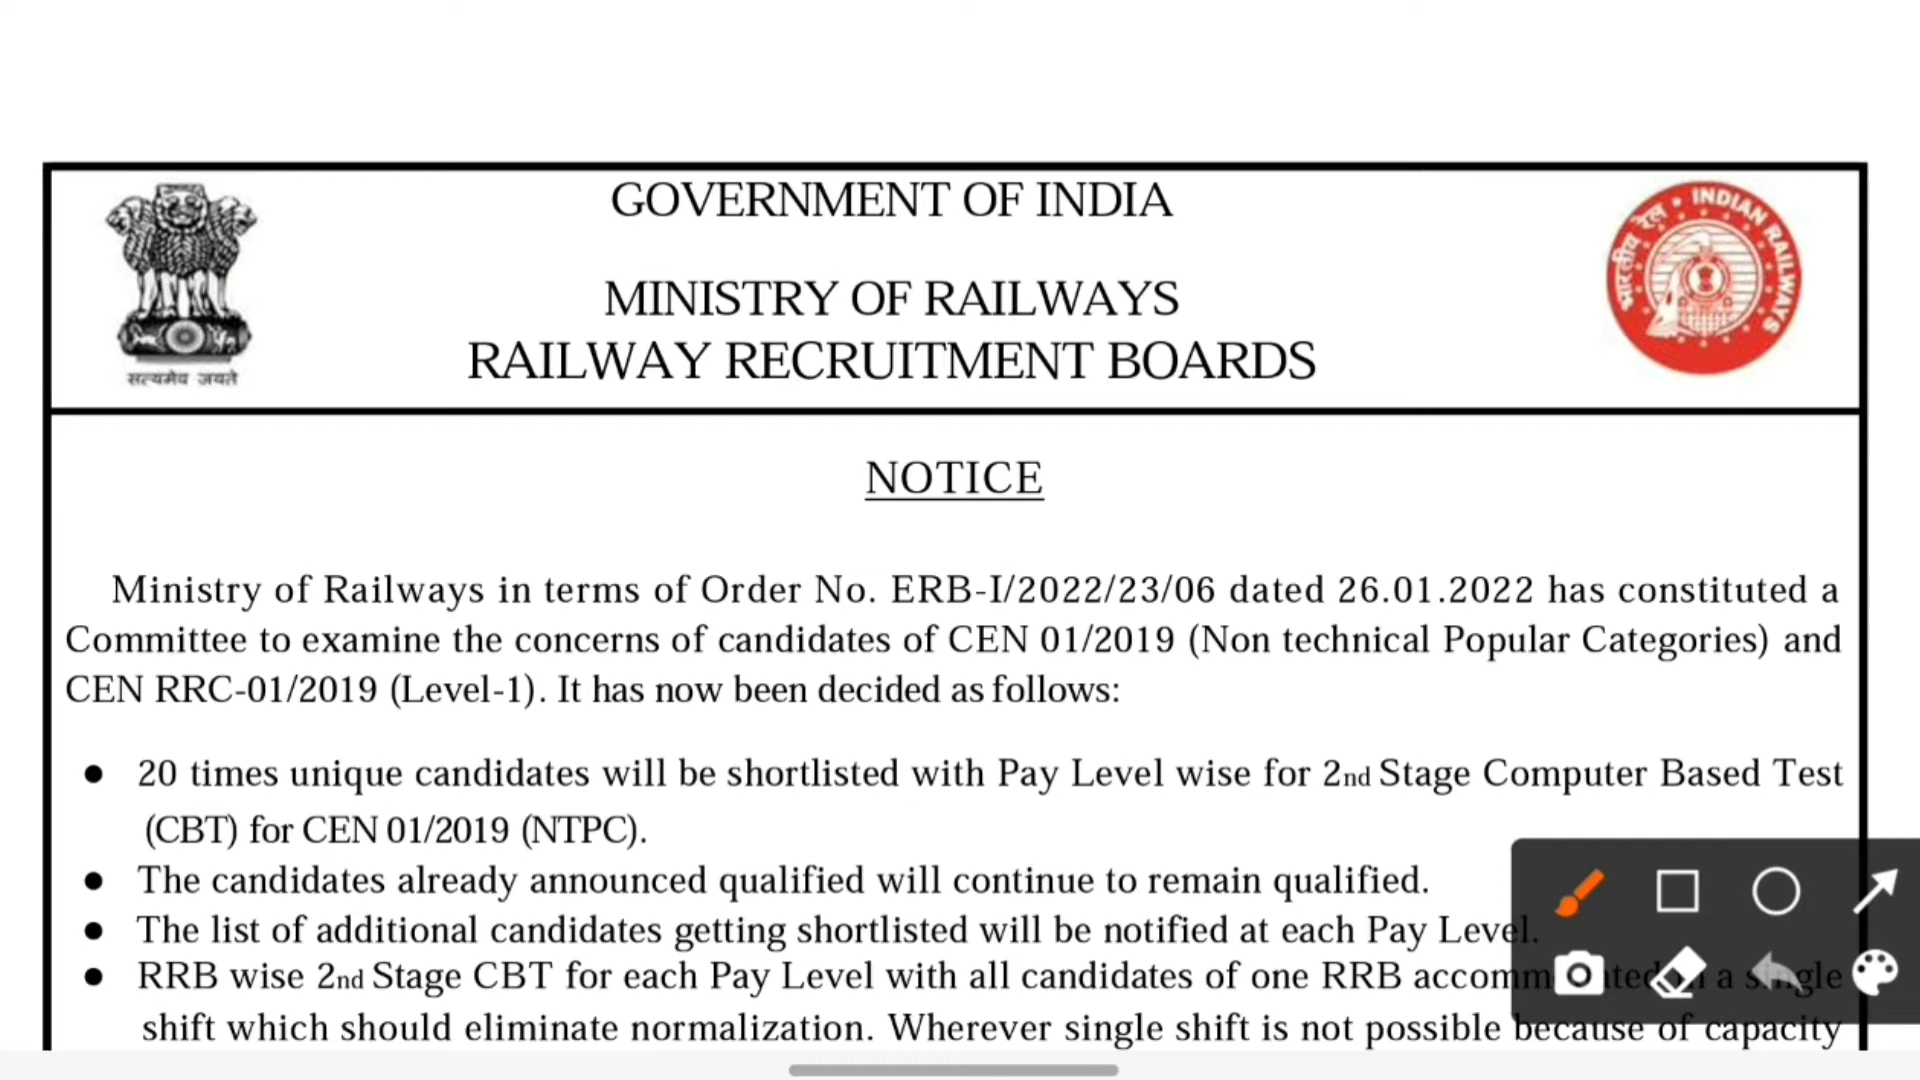 GOVERNMENT OF INDIA
MINISTRY OF RAILWAYS
RAILWAY RECRUITMENT BOARDS
सत्यमेव जयते
भारतीय रेल • INDIAN RAILWAYS
NOTICE
Ministry of Railways in terms of Order No. ERB-I/2022/23/06 dated 26.01.2022 has constituted a
Committee to examine the concerns of candidates of CEN 01/2019 (Non technical Popular Categories) and
CEN RRC-01/2019 (Level-1). It has now been decided as follows:
● 20 times unique candidates will be shortlisted with Pay Level wise for 2nd Stage Computer Based Test
(CBT) for CEN 01/2019 (NTPC).
● The candidates already announced qualified will continue to remain qualified.
● The list of additional candidates getting shortlisted will be notified at each Pay Level.
● RRB wise 2nd Stage CBT for each Pay Level with all candidates of one RRB a single
shift which should eliminate normalization. Wherever single shift is not possible because of capacity